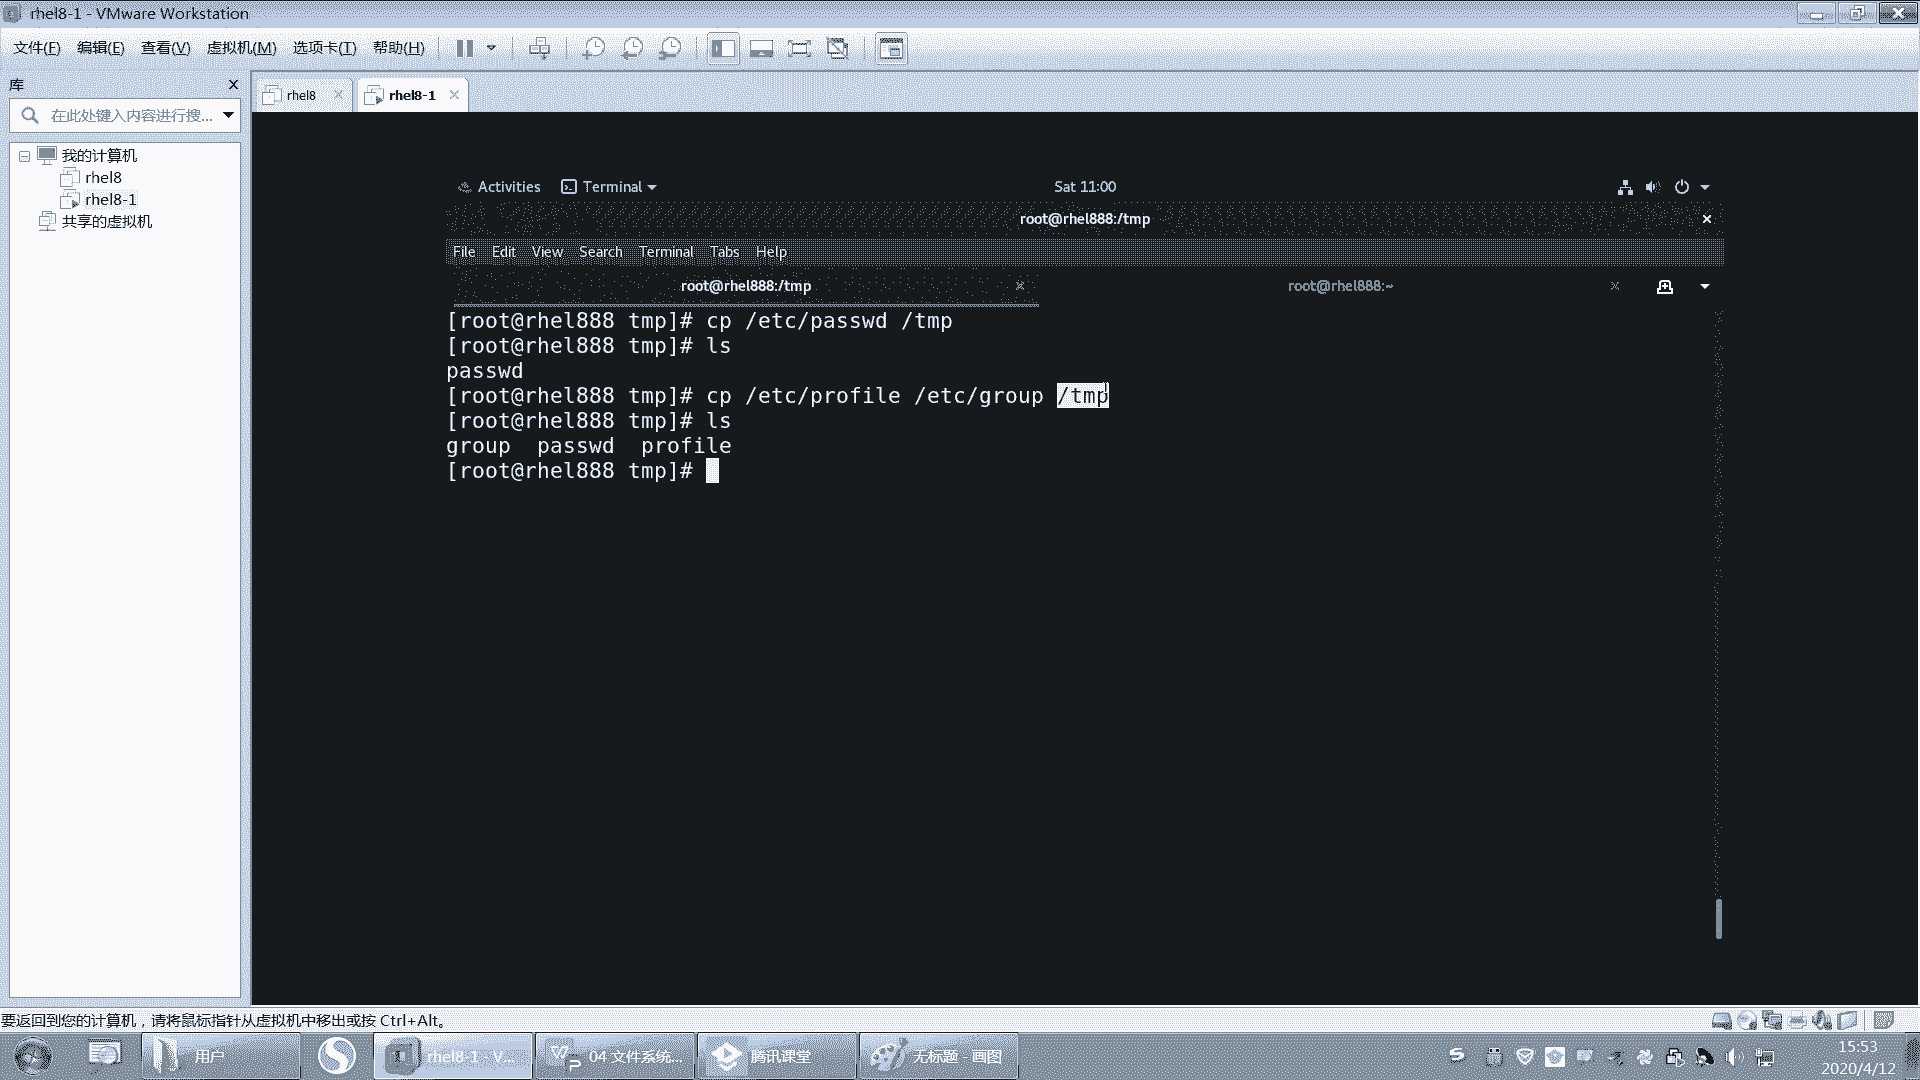 rhel8-1 - VMware Workstation
文件(F) 编辑(E) 查看(V) 虚拟机(M) 选项卡(T) 帮助(H)
库
在此处键入内容进行搜...
我的计算机
rhel8
rhel8-1
共享的虚拟机
rhel8
rhel8-1
Activities Terminal Sat 11:00
root@rhel888:/tmp
File Edit View Search Terminal Tabs Help
root@rhel888:/tmp root@rhel888:~
[root@rhel888 tmp]# cp /etc/passwd /tmp
[root@rhel888 tmp]# ls
passwd
[root@rhel888 tmp]# cp /etc/profile /etc/group /tmp
[root@rhel888 tmp]# ls
group passwd profile
[root@rhel888 tmp]#
要返回到您的计算机，请将鼠标指针从虚拟机中移出或按 Ctrl+Alt。
用户 rhel8-1 - V... 04 文件系统... 腾讯课堂 无标题 - 画图
15:53
2020/4/12